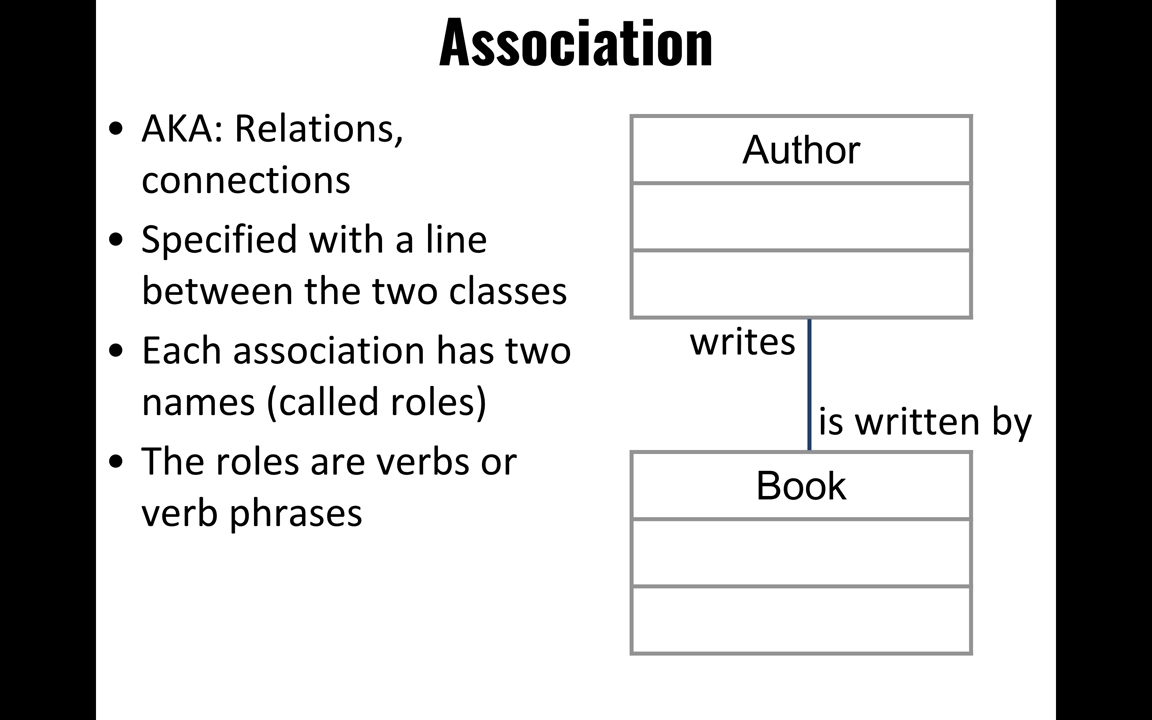 Association
• AKA: Relations,
connections
• Specified with a line
between the two classes
• Each association has two
names (called roles)
• The roles are verbs or
verb phrases
Author
writes
is written by
Book